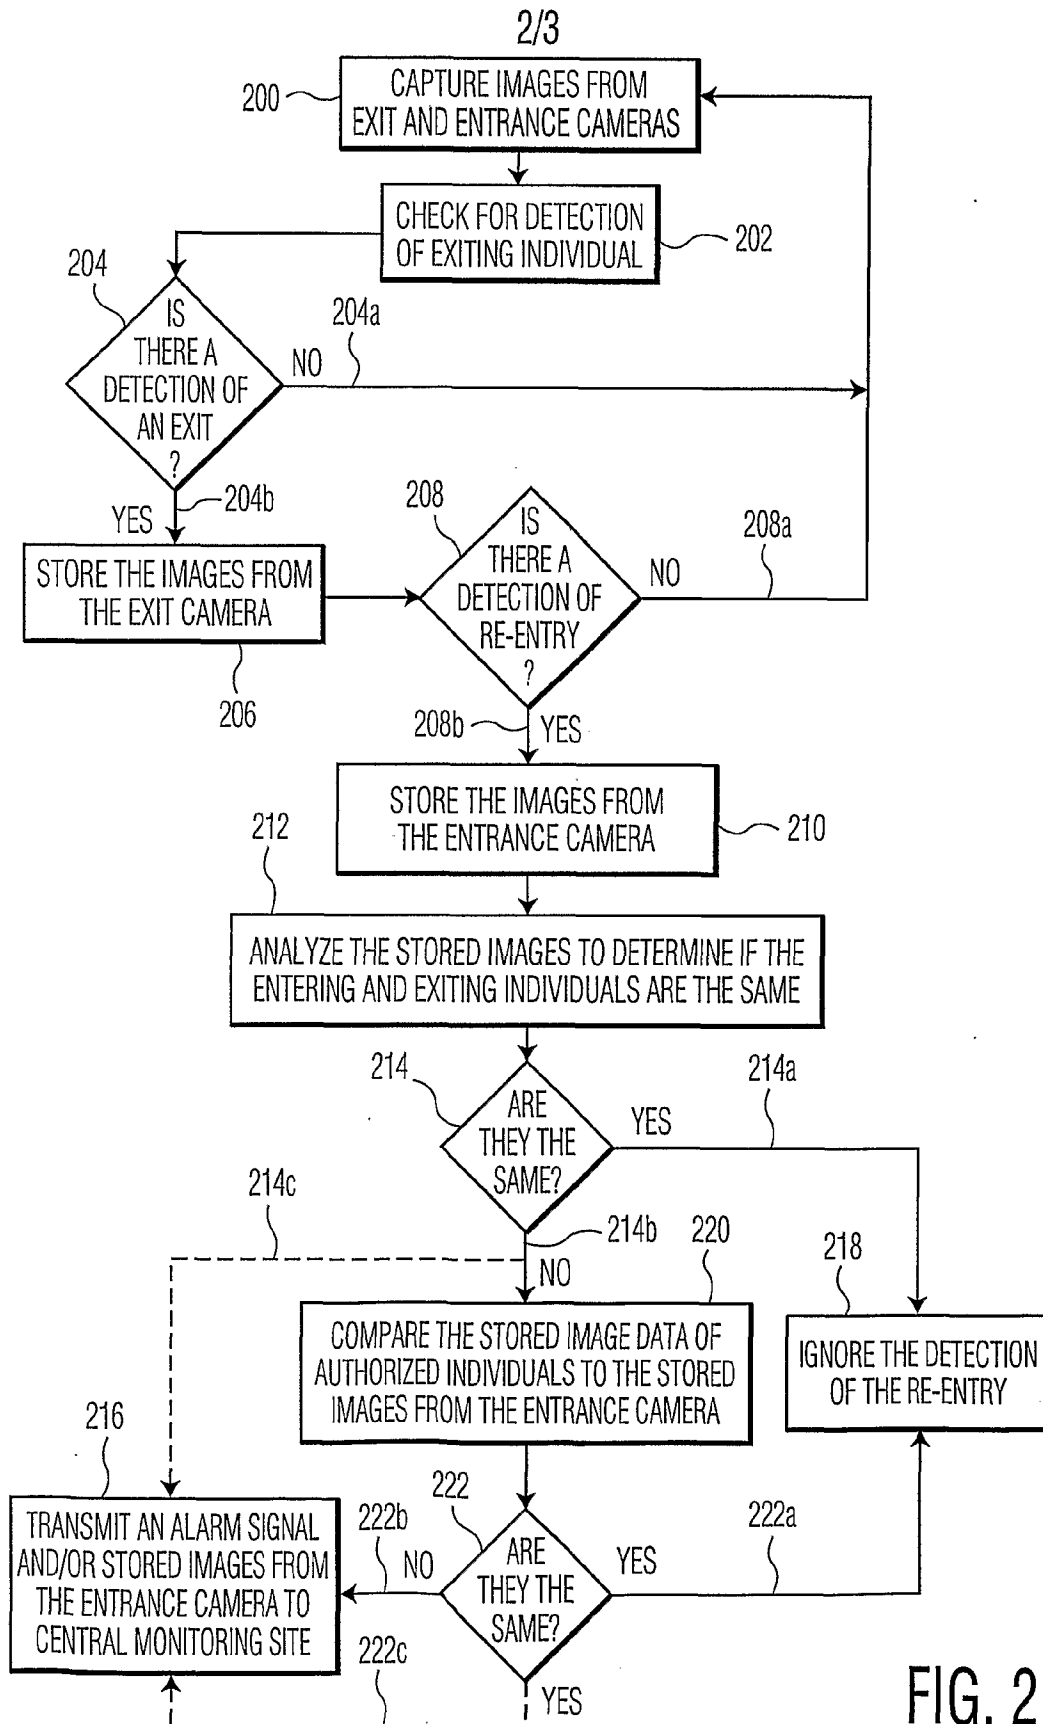 2/3
200
CAPTURE IMAGES FROM
EXIT AND ENTRANCE CAMERAS
CHECK FOR DETECTION
OF EXITING INDIVIDUAL
202
204
IS
THERE A
DETECTION OF
AN EXIT
?
NO
204a
YES
204b
STORE THE IMAGES FROM
THE EXIT CAMERA
206
208
IS
THERE A
DETECTION OF
RE-ENTRY
?
NO
208a
208b
YES
STORE THE IMAGES FROM
THE ENTRANCE CAMERA
210
212
ANALYZE THE STORED IMAGES TO DETERMINE IF THE
ENTERING AND EXITING INDIVIDUALS ARE THE SAME
214
ARE
THEY THE
SAME?
YES
214a
214c
214b
NO
220
COMPARE THE STORED IMAGE DATA OF
AUTHORIZED INDIVIDUALS TO THE STORED
IMAGES FROM THE ENTRANCE CAMERA
218
IGNORE THE DETECTION
OF THE RE-ENTRY
216
TRANSMIT AN ALARM SIGNAL
AND/OR STORED IMAGES FROM
THE ENTRANCE CAMERA TO
CENTRAL MONITORING SITE
222b
NO
222
ARE
THEY THE
SAME?
YES
222a
222c
YES
FIG. 2